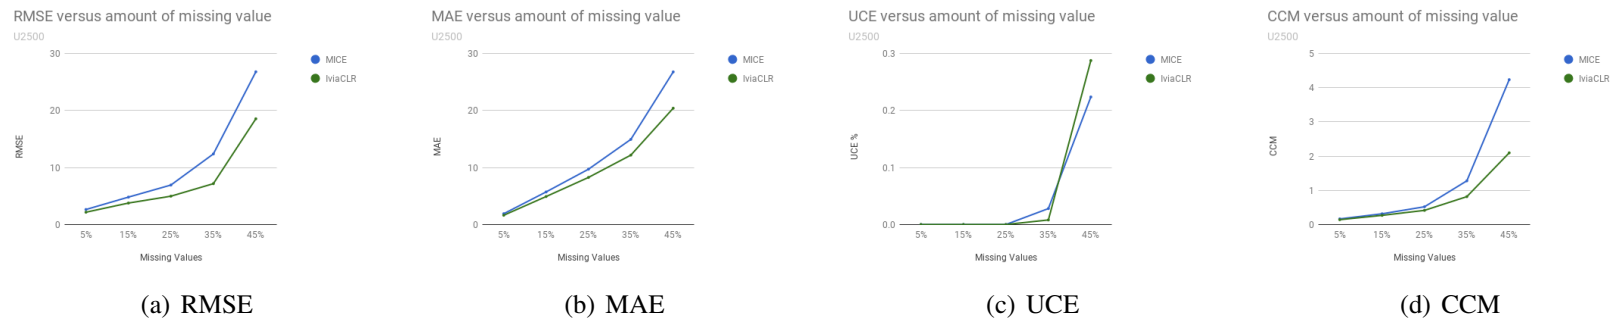 RMSE versus amount of missing value
U2500
30
20
10
0
RMSE
5% 15% 25% 35% 45%
Missing Values
MICE
IviaCLR
(a) RMSE
MAE versus amount of missing value
U2500
30
20
10
0
MAE
5% 15% 25% 35% 45%
Missing Values
MICE
IviaCLR
(b) MAE
UCE versus amount of missing value
U2500
0.3
0.2
0.1
0.0
UCE %
5% 15% 25% 35% 45%
Missing Values
MICE
IviaCLR
(c) UCE
CCM versus amount of missing value
U2500
5
4
3
2
1
0
CCM
5% 15% 25% 35% 45%
Missing Values
MICE
IviaCLR
(d) CCM